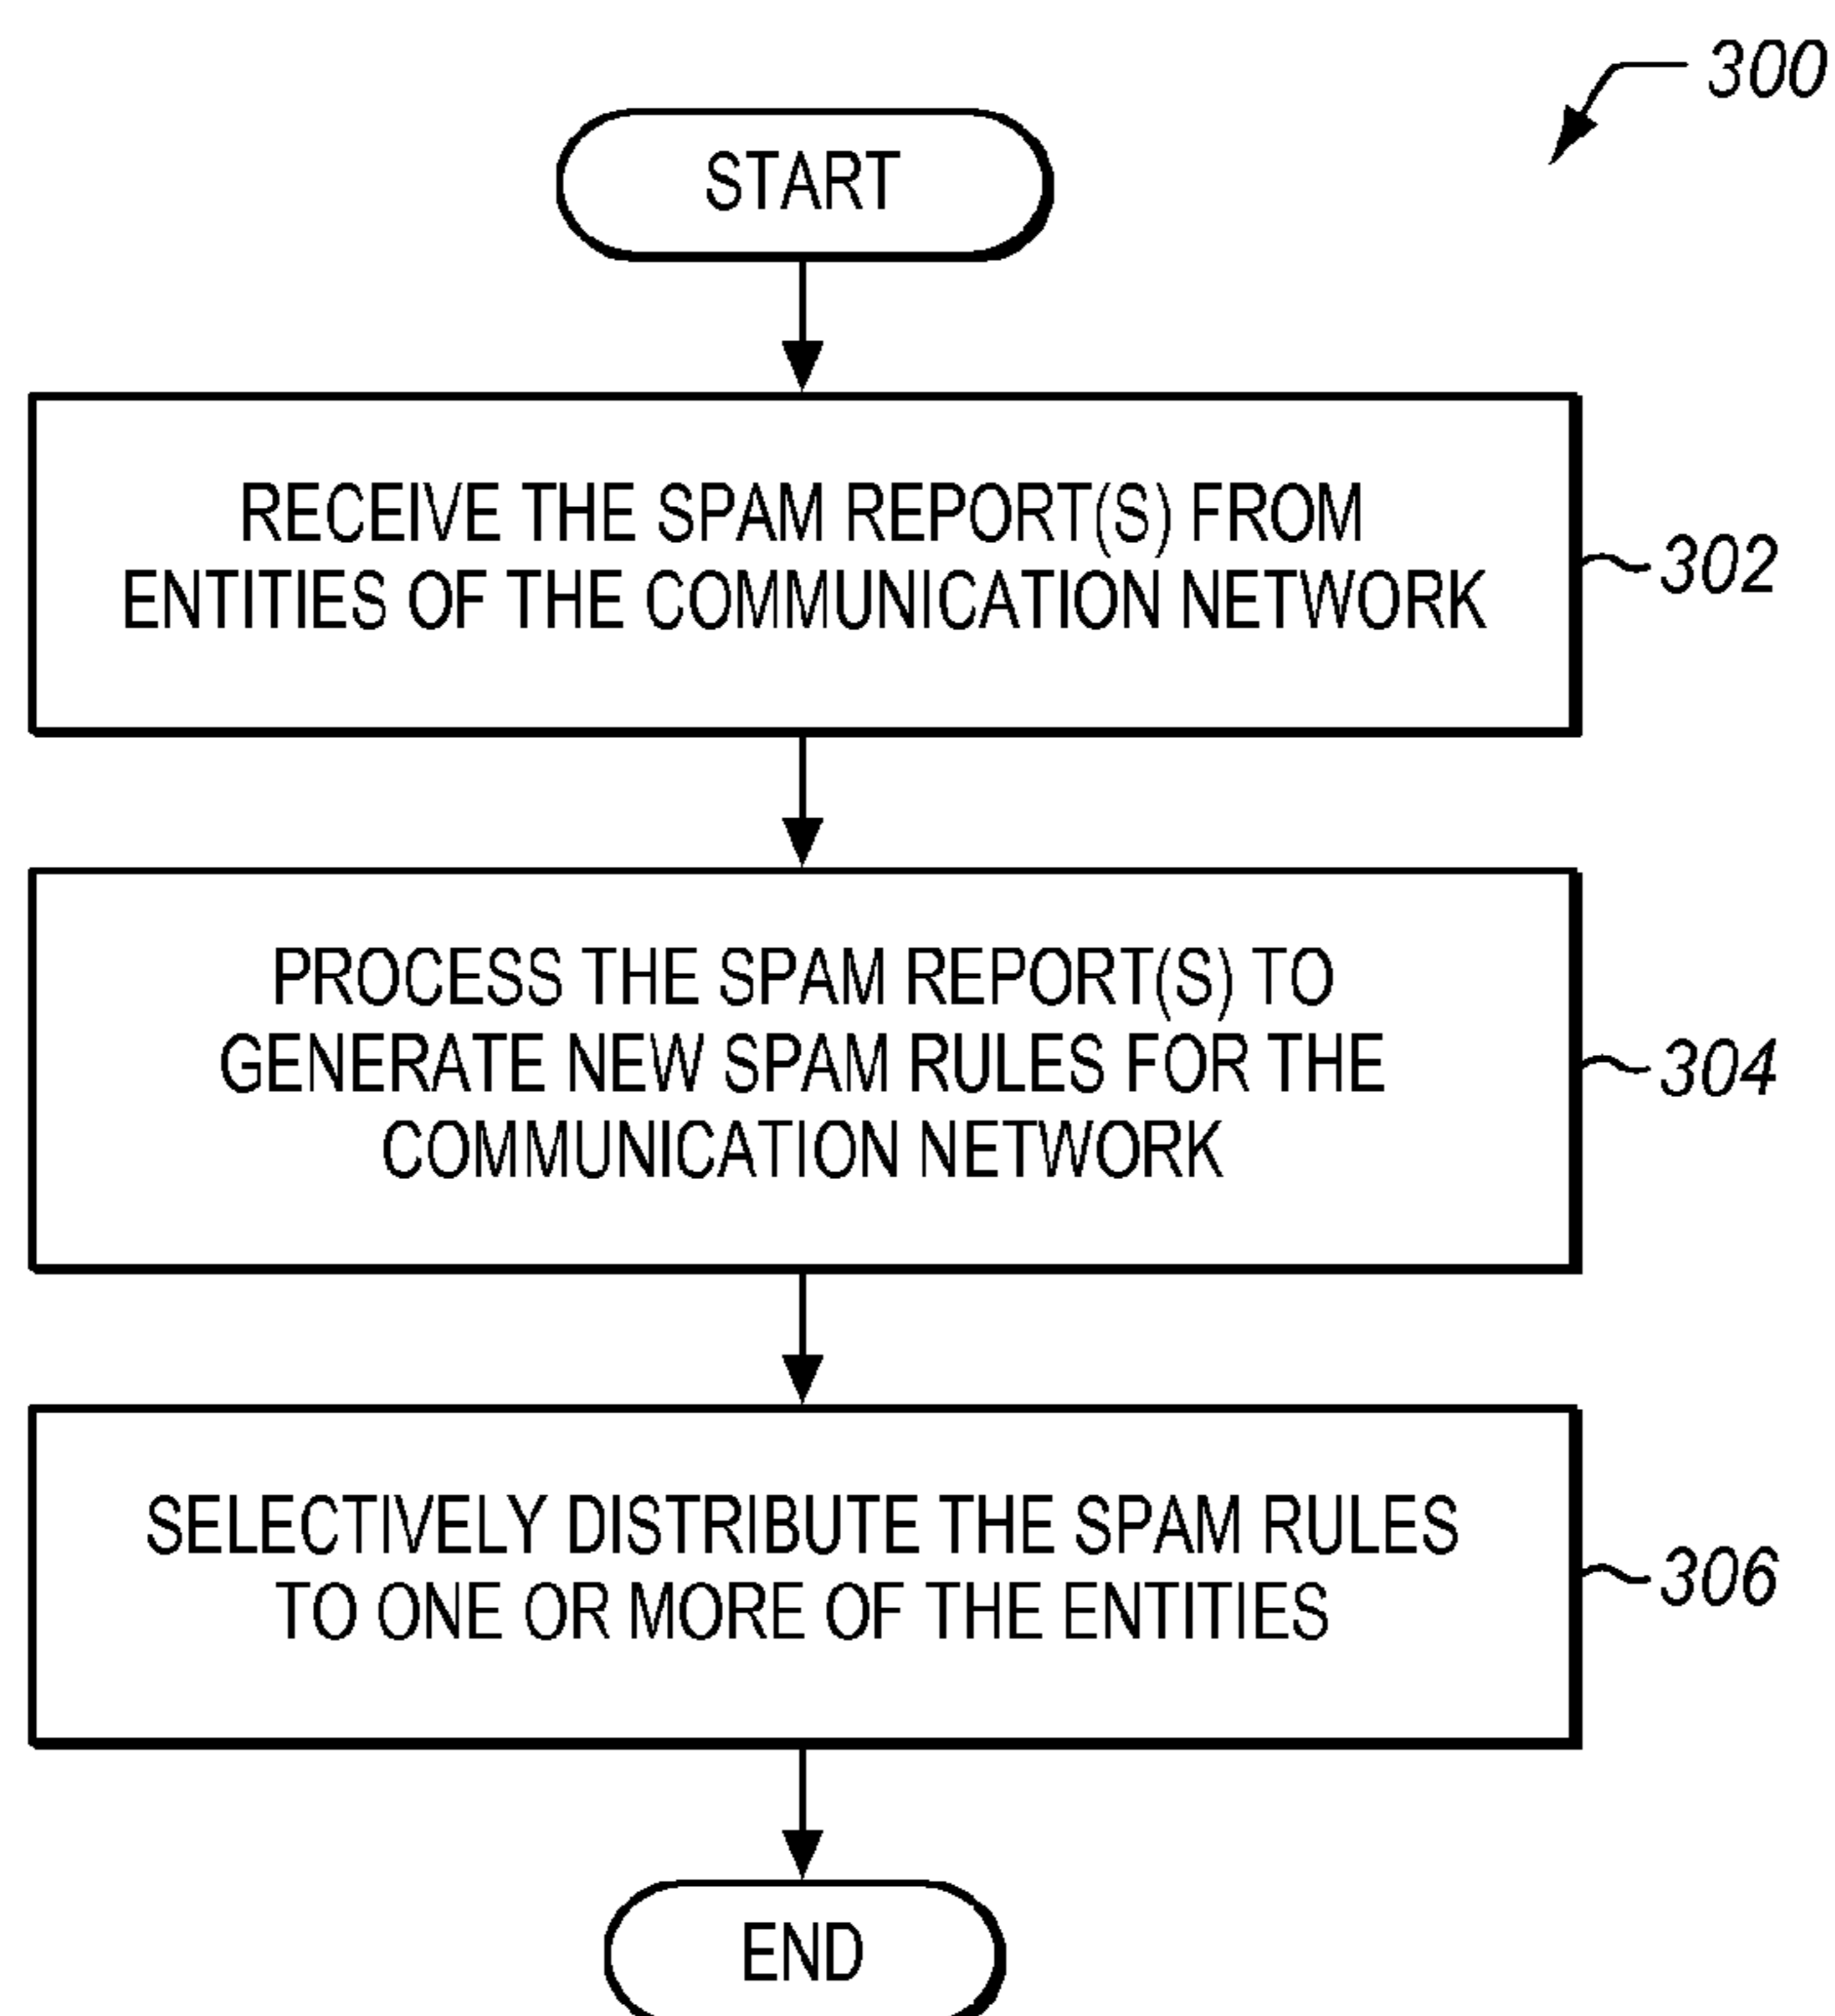 300
START
RECEIVE THE SPAM REPORT(S) FROM
ENTITIES OF THE COMMUNICATION NETWORK
302
PROCESS THE SPAM REPORT(S) TO
GENERATE NEW SPAM RULES FOR THE
COMMUNICATION NETWORK
304
SELECTIVELY DISTRIBUTE THE SPAM RULES
TO ONE OR MORE OF THE ENTITIES
306
END